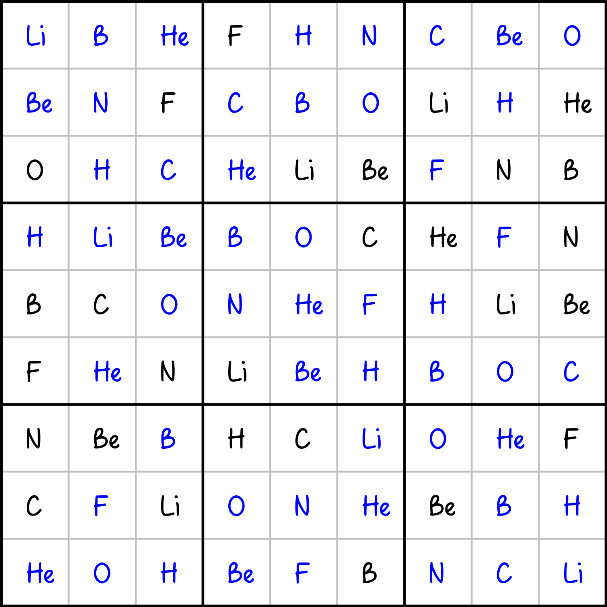 Li B He F H N C Be O
Be N F C B O Li H He
O H C He Li Be F N B
H Li Be B O C He F N
B C O N He F H Li Be
F He N Li Be H B O C
N Be B H C Li O He F
C F Li O N He Be B H
He O H Be F B N C Li